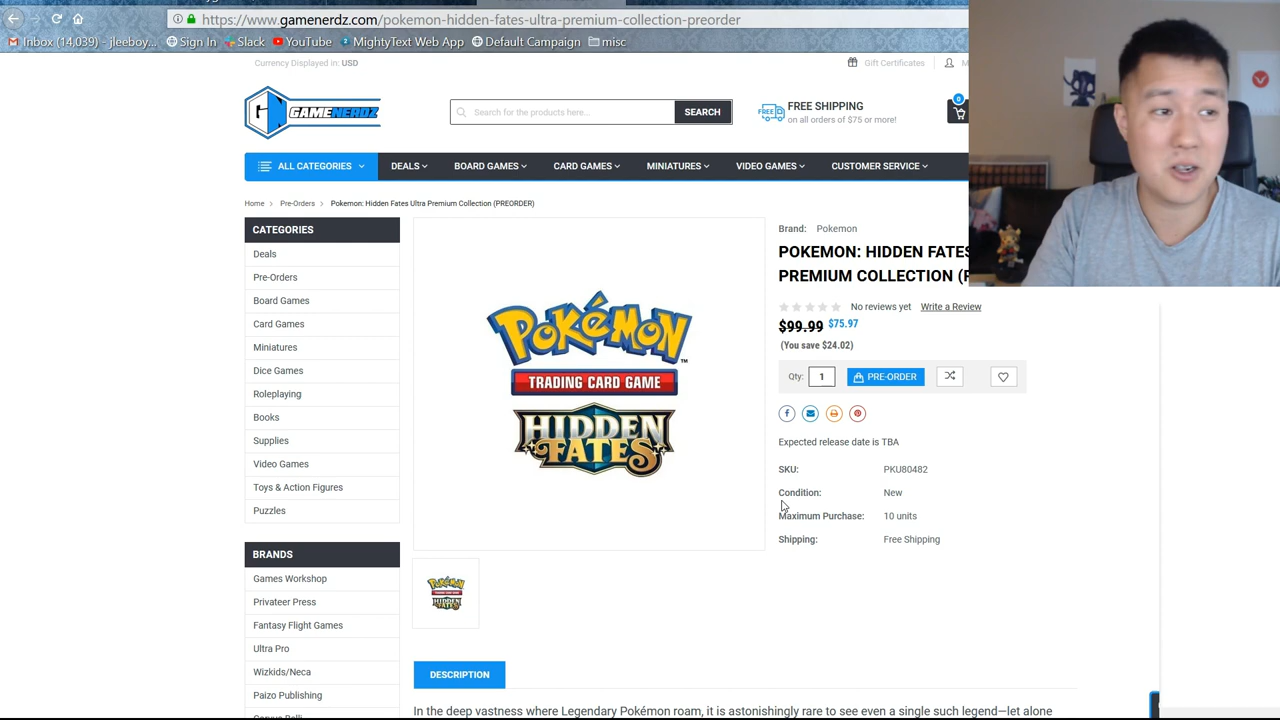 https://www.gamenerdz.com/pokemon-hidden-fates-ultra-premium-collection-preorder
Inbox (14,039) - jleeboy... Sign In Slack YouTube MightyText Web App Default Campaign misc
Currency Displayed in: USD
Gift Certificates
GAMENERDZ
Search for the products here...
SEARCH
FREE
FREE SHIPPING
on all orders of $75 or more!
0
ALL CATEGORIES
DEALS
BOARD GAMES
CARD GAMES
MINIATURES
VIDEO GAMES
CUSTOMER SERVICE
Home > Pre-Orders > Pokemon: Hidden Fates Ultra Premium Collection (PREORDER)
CATEGORIES
Deals
Pre-Orders
Board Games
Card Games
Miniatures
Dice Games
Roleplaying
Books
Supplies
Video Games
Toys & Action Figures
Puzzles
BRANDS
Games Workshop
Privateer Press
Fantasy Flight Games
Ultra Pro
Wizkids/Neca
Paizo Publishing
Pokémon
TRADING CARD GAME
HIDDEN
FATES
Brand: Pokemon
POKEMON: HIDDEN FATES
PREMIUM COLLECTION (P
No reviews yet Write a Review
$99.99 $75.97
(You save $24.02)
Qty: 1 PRE-ORDER
Expected release date is TBA
SKU: PKU80482
Condition: New
Maximum Purchase: 10 units
Shipping: Free Shipping
DESCRIPTION
In the deep vastness where Legendary Pokémon roam, it is astonishingly rare to see even a single such legend—let alone